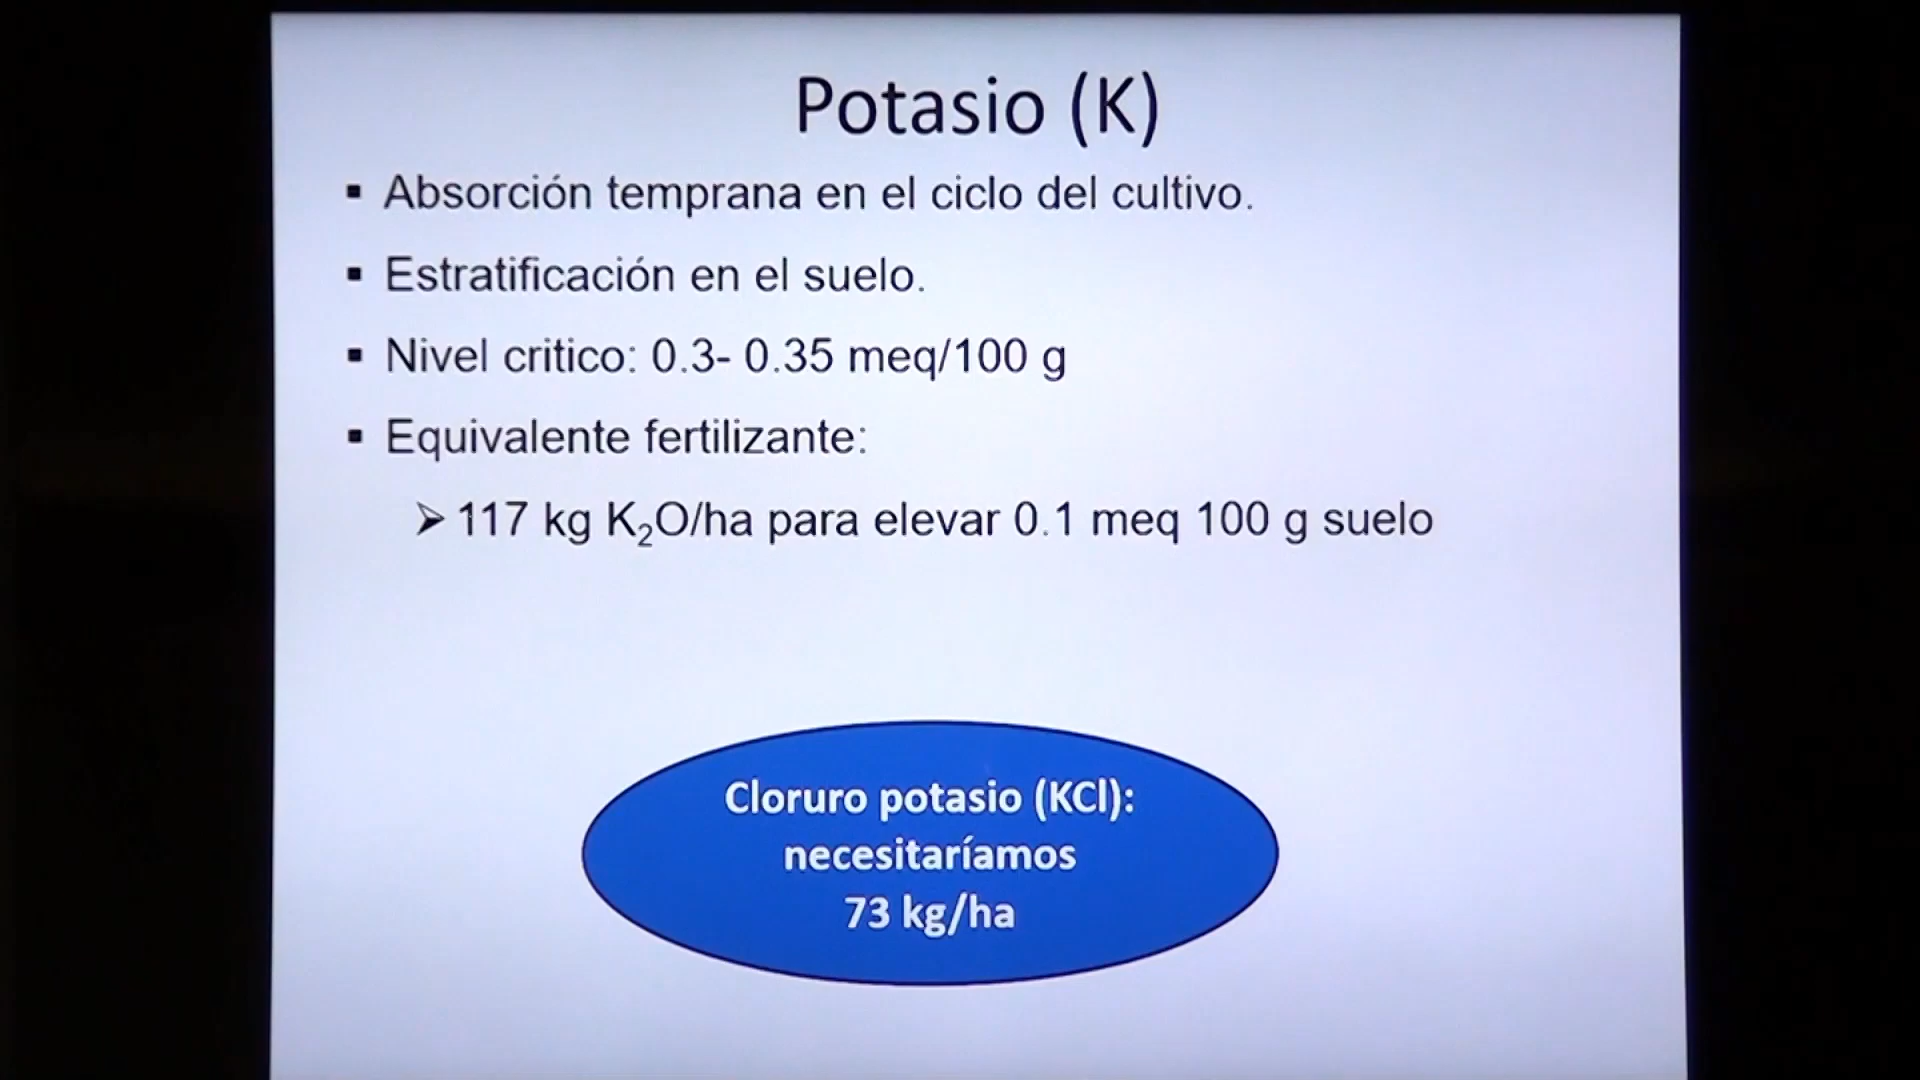 Potasio (K)
▪ Absorción temprana en el ciclo del cultivo.
▪ Estratificación en el suelo.
▪ Nivel critico: 0.3- 0.35 meq/100 g
▪ Equivalente fertilizante:
➢ 117 kg K₂O/ha para elevar 0.1 meq 100 g suelo
Cloruro potasio (KCl):
necesitaríamos
73 kg/ha